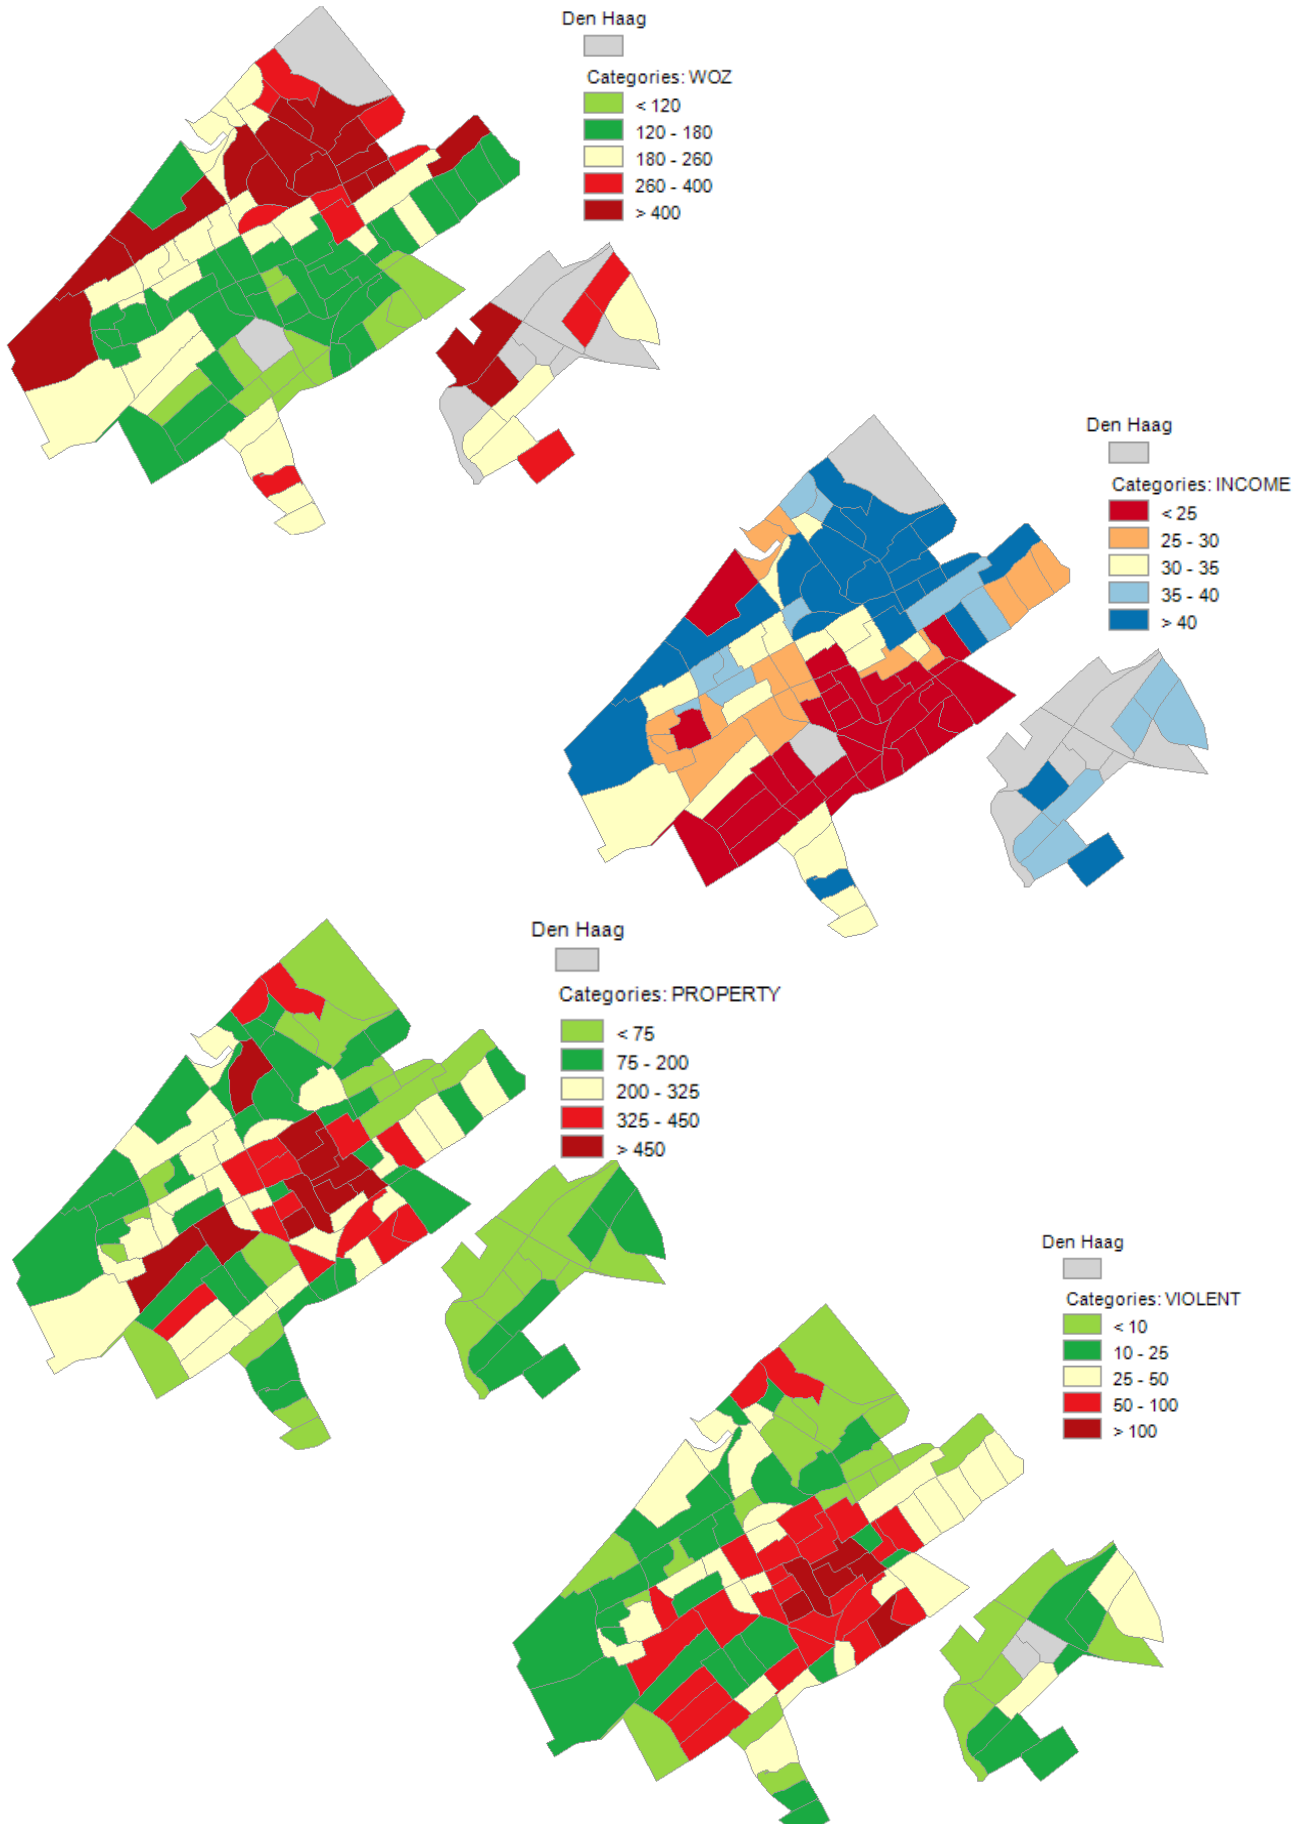 Den Haag
Categories: WOZ
< 120
120 - 180
180 - 260
260 - 400
> 400
Den Haag
Categories: INCOME
< 25
25 - 30
30 - 35
35 - 40
> 40
Den Haag
Categories: PROPERTY
< 75
75 - 200
200 - 325
325 - 450
> 450
Den Haag
Categories: VIOLENT
< 10
10 - 25
25 - 50
50 - 100
> 100